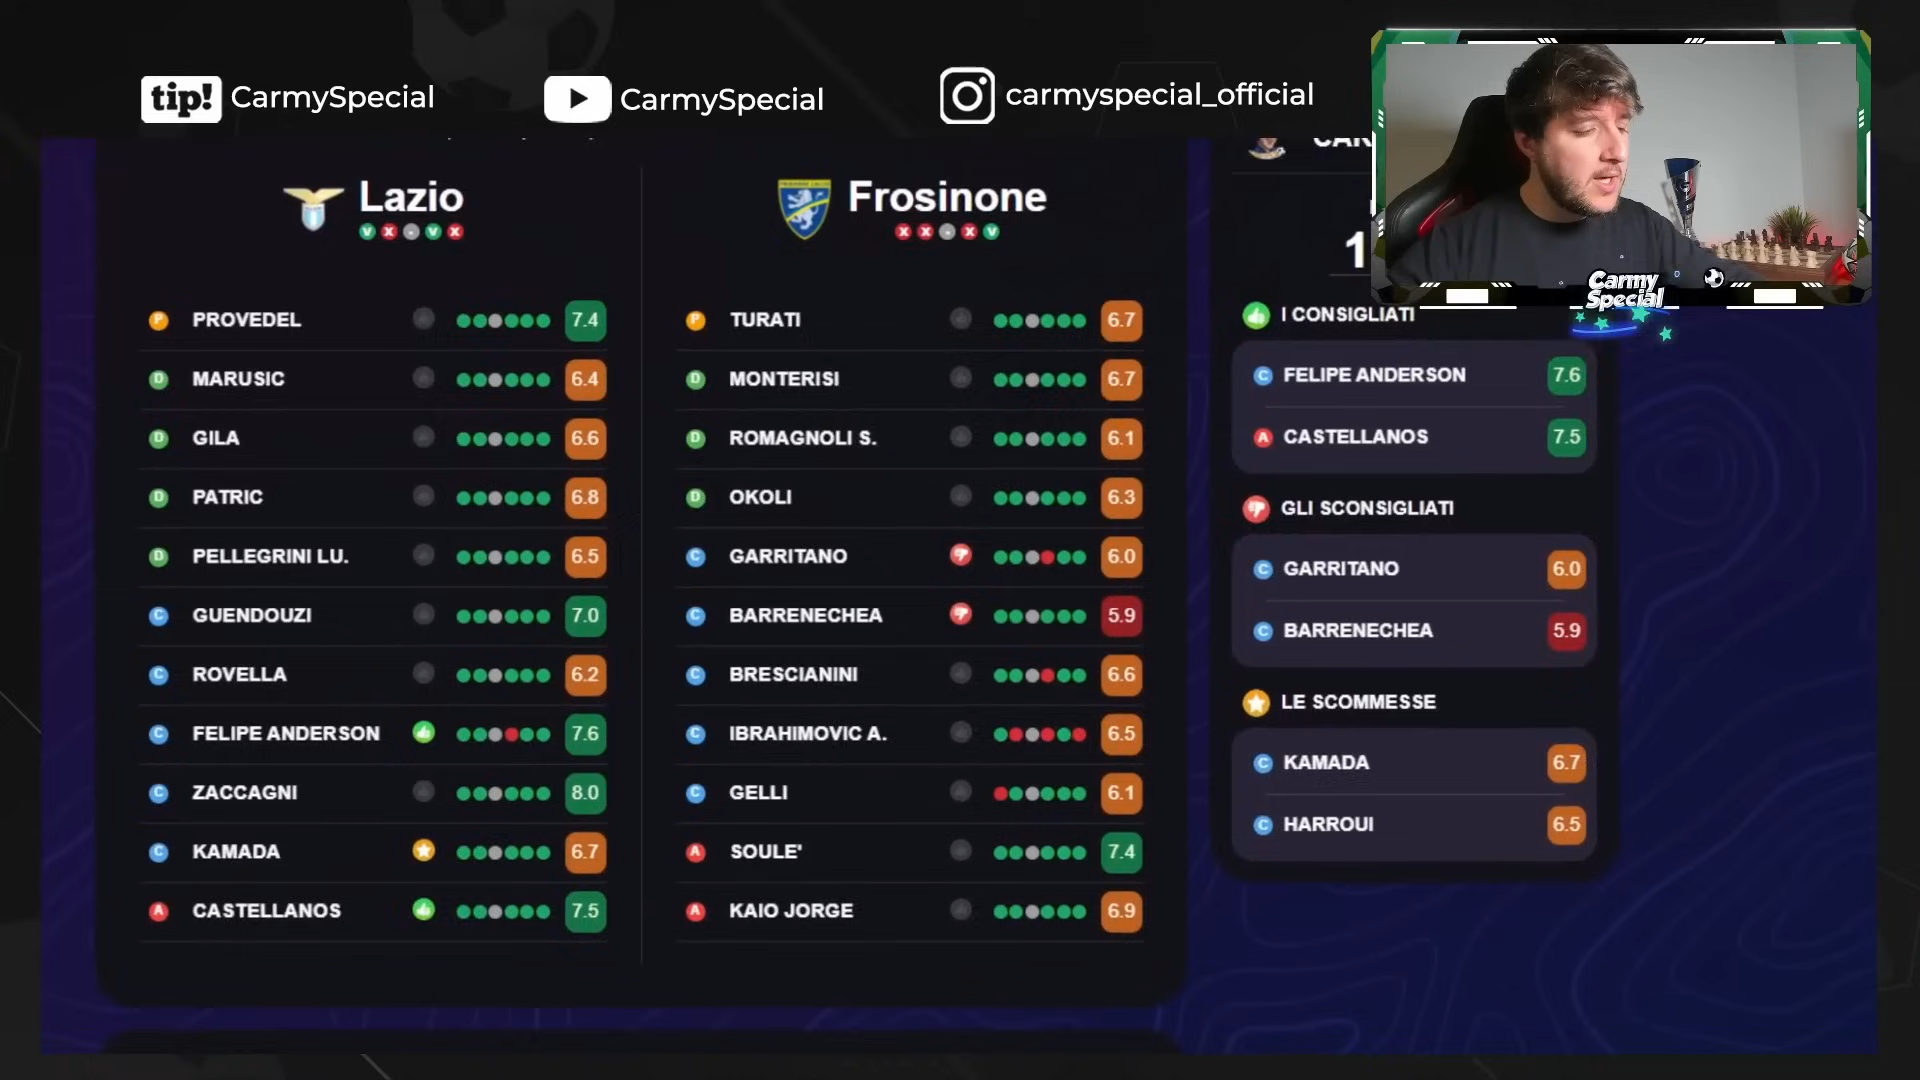 tip! CarmySpecial
CarmySpecial
carmyspecial_official
Carmy
Special
Lazio
V X - V X
Frosinone
X X - X V
P PROVEDEL 7.4
D MARUSIC 6.4
D GILA 6.6
D PATRIC 6.8
D PELLEGRINI LU. 6.5
C GUENDOUZI 7.0
C ROVELLA 6.2
C FELIPE ANDERSON 7.6
C ZACCAGNI 8.0
C KAMADA 6.7
A CASTELLANOS 7.5
P TURATI 6.7
D MONTERISI 6.7
D ROMAGNOLI S. 6.1
D OKOLI 6.3
C GARRITANO 6.0
C BARRENECHEA 5.9
C BRESCIANINI 6.6
C IBRAHIMOVIC A. 6.5
C GELLI 6.1
A SOULE' 7.4
A KAIO JORGE 6.9
1
I CONSIGLIATI
C FELIPE ANDERSON 7.6
A CASTELLANOS 7.5
GLI SCONSIGLIATI
C GARRITANO 6.0
C BARRENECHEA 5.9
LE SCOMMESSE
C KAMADA 6.7
C HARROUI 6.5